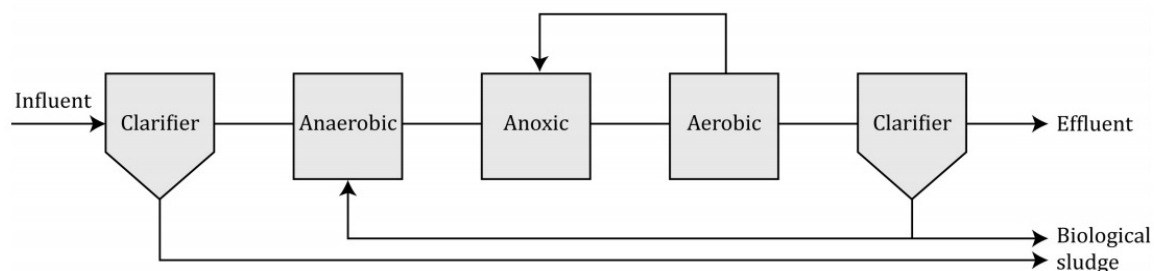 Influent
Clarifier
Anaerobic
Anoxic
Aerobic
Clarifier
Effluent
Biological
sludge